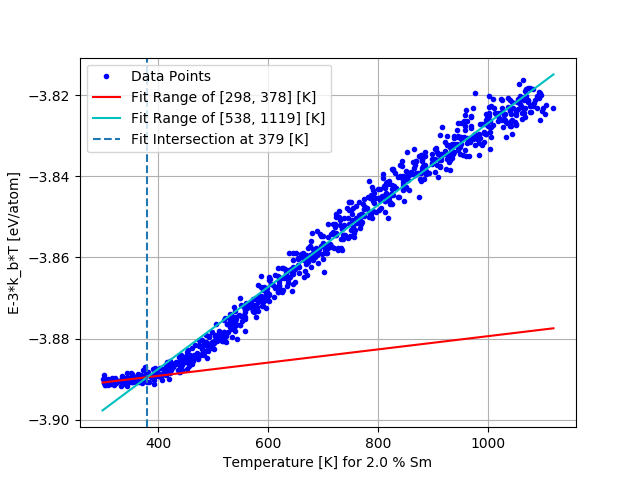 Data Points
Fit Range of [298, 378] [K]
Fit Range of [538, 1119] [K]
Fit Intersection at 379 [K]
−3.82
−3.84
−3.86
−3.88
−3.90
E-3*k_b*T [eV/atom]
400 600 800 1000
Temperature [K] for 2.0 % Sm